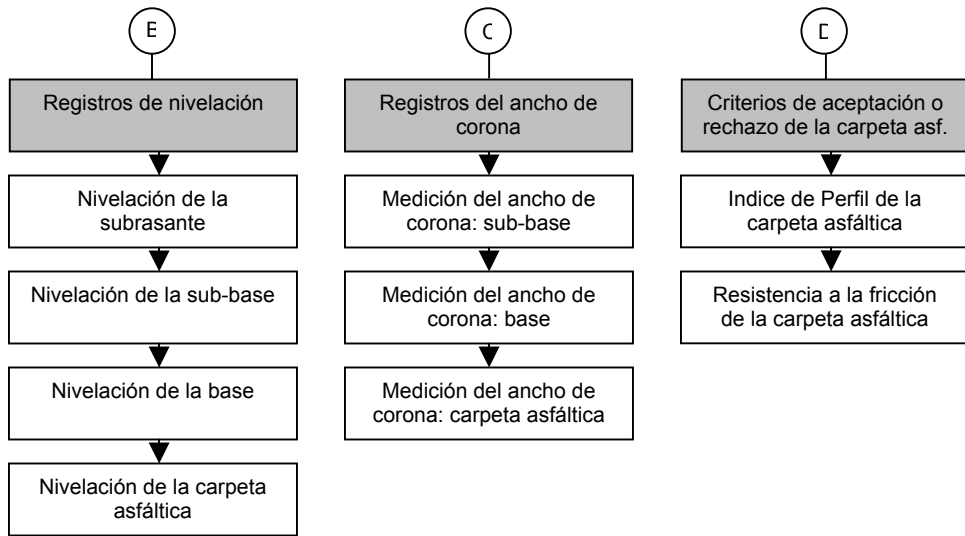 C
Registros de nivelación
Nivelación de la
subrasante
Nivelación de la sub-base
Nivelación de la base
Nivelación de la carpeta
asfáltica
Registros del ancho de
corona
Medición del ancho de
corona: sub-base
Medición del ancho de
corona: base
Medición del ancho de
corona: carpeta asfáltica
Criterios de aceptación o
rechazo de la carpeta asf.
Indice de Perfil de la
carpeta asfáltica
Resistencia a la fricción
de la carpeta asfáltica